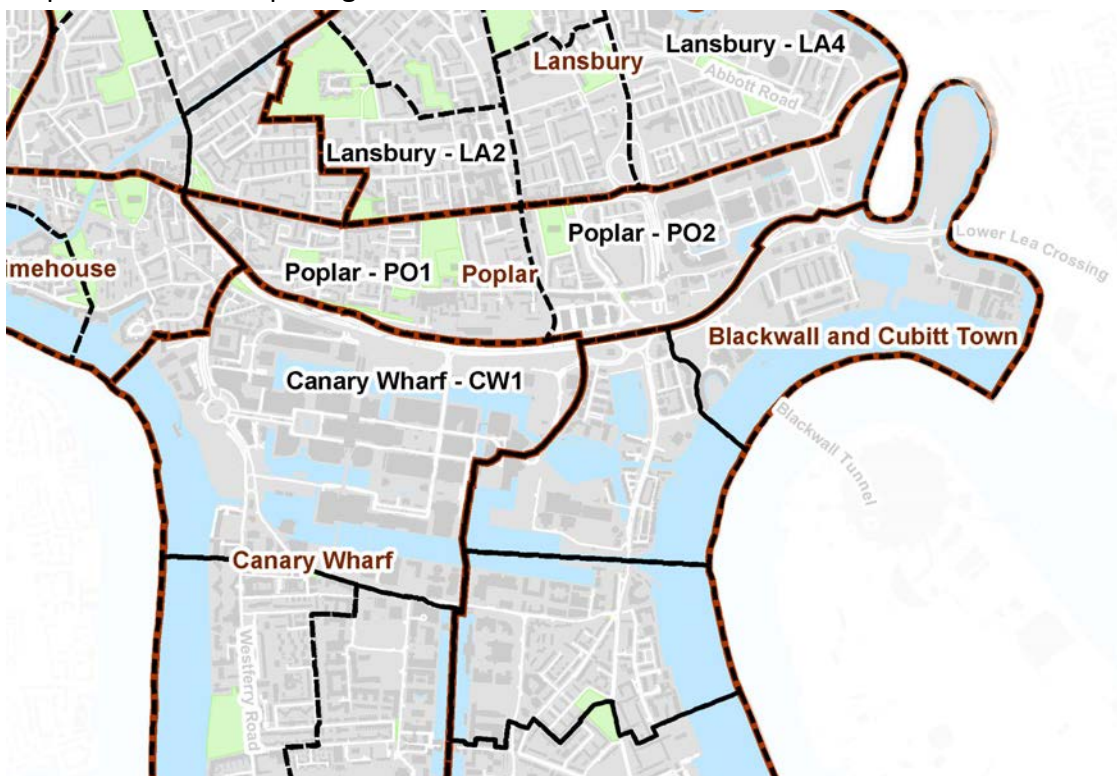 Lansbury - LA4
Lansbury
Abbott Road
Lansbury - LA2
Poplar - PO2
Lower Lea Crossing
imehouse
Poplar - PO1
Poplar
Blackwall and Cubitt Town
Canary Wharf - CW1
Blackwall Tunnel
Canary Wharf
Westferry Road